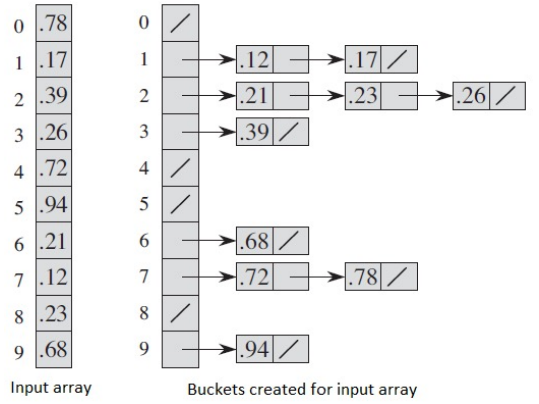 0 .78 0
1 .17 1 .12 .17
2 .39 2 .21 .23 .26
3 .26 3 .39
4 .72 4
5 .94 5
6 .21 6 .68
7 .12 7 .72 .78
8 .23 8
9 .68 9 .94
Input array Buckets created for input array